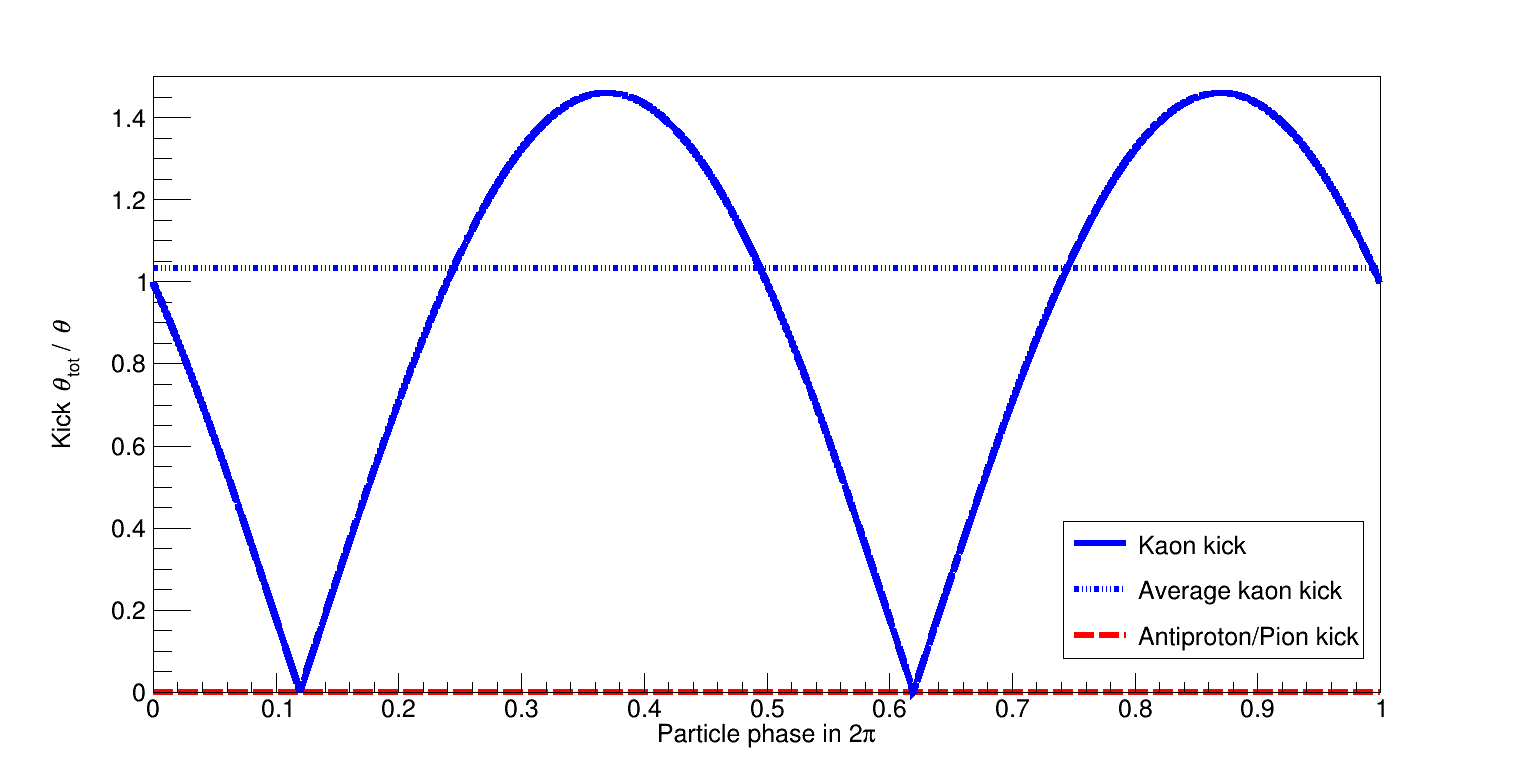 1.4
1.2
1
0.8
0.6
0.4
0.2
0
Kick θtot / θ
Kaon kick
Average kaon kick
Antiproton/Pion kick
0 0.1 0.2 0.3 0.4 0.5 0.6 0.7 0.8 0.9 1
Particle phase in 2π